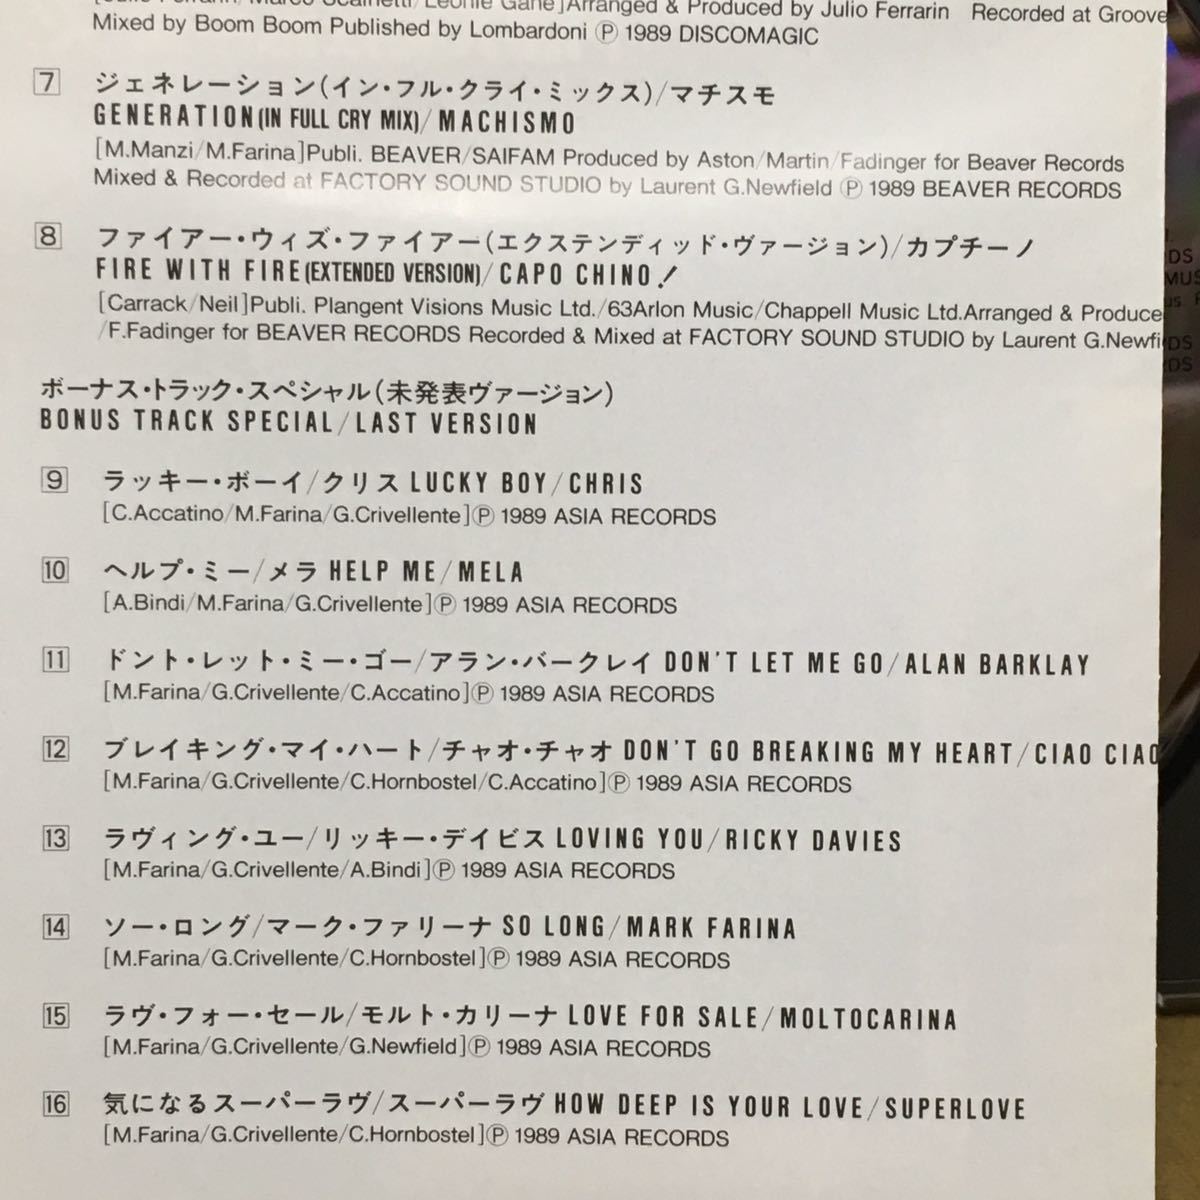 [Julio Ferrarin/Marco Scainetti/Leonie Gane]Arranged & Produced by Julio Ferrarin Recorded at Groove
Mixed by Boom Boom Published by Lombardoni Ⓟ 1989 DISCOMAGIC
7 ジェネレーション(イン・フル・クライ・ミックス)/マチスモ
GENERATION(IN FULL CRY MIX)/MACHISMO
[M.Manzi/M.Farina]Publi. BEAVER/SAIFAM Produced by Aston/Martin/Fadinger for Beaver Records
Mixed & Recorded at FACTORY SOUND STUDIO by Laurent G.Newfield Ⓟ 1989 BEAVER RECORDS
8 ファイアー・ウィズ・ファイアー(エクステンディッド・ヴァージョン)/カプチーノ
FIRE WITH FIRE(EXTENDED VERSION)/CAPO CHINO!
[Carrack/Neil]Publi. Plangent Visions Music Ltd./63Arlon Music/Chappell Music Ltd.Arranged & Produce
/F.Fadinger for BEAVER RECORDS Recorded & Mixed at FACTORY SOUND STUDIO by Laurent G.Newfi
ボーナス・トラック・スペシャル(未発表ヴァージョン)
BONUS TRACK SPECIAL/LAST VERSION
9 ラッキー・ボーイ/クリス LUCKY BOY/CHRIS
[C.Accatino/M.Farina/G.Crivellente]Ⓟ 1989 ASIA RECORDS
10 ヘルプ・ミー/メラ HELP ME/MELA
[A.Bindi/M.Farina/G.Crivellente]Ⓟ 1989 ASIA RECORDS
11 ドント・レット・ミー・ゴー/アラン・バークレイ DON'T LET ME GO/ALAN BARKLAY
[M.Farina/G.Crivellente/C.Accatino]Ⓟ 1989 ASIA RECORDS
12 ブレイキング・マイ・ハート/チャオ・チャオ DON'T GO BREAKING MY HEART/CIAO CIAO
[M.Farina/G.Crivellente/C.Hornbostel/C.Accatino]Ⓟ 1989 ASIA RECORDS
13 ラヴィング・ユー/リッキー・デイビス LOVING YOU/RICKY DAVIES
[M.Farina/G.Crivellente/A.Bindi]Ⓟ 1989 ASIA RECORDS
14 ソー・ロング/マーク・ファリーナ SO LONG/MARK FARINA
[M.Farina/G.Crivellente/C.Hornbostel]Ⓟ 1989 ASIA RECORDS
15 ラヴ・フォー・セール/モルト・カリーナ LOVE FOR SALE/MOLTOCARINA
[M.Farina/G.Crivellente/G.Newfield]Ⓟ 1989 ASIA RECORDS
16 気になるスーパーラヴ/スーパーラヴ HOW DEEP IS YOUR LOVE/SUPERLOVE
[M.Farina/G.Crivellente/C.Hornbostel]Ⓟ 1989 ASIA RECORDS